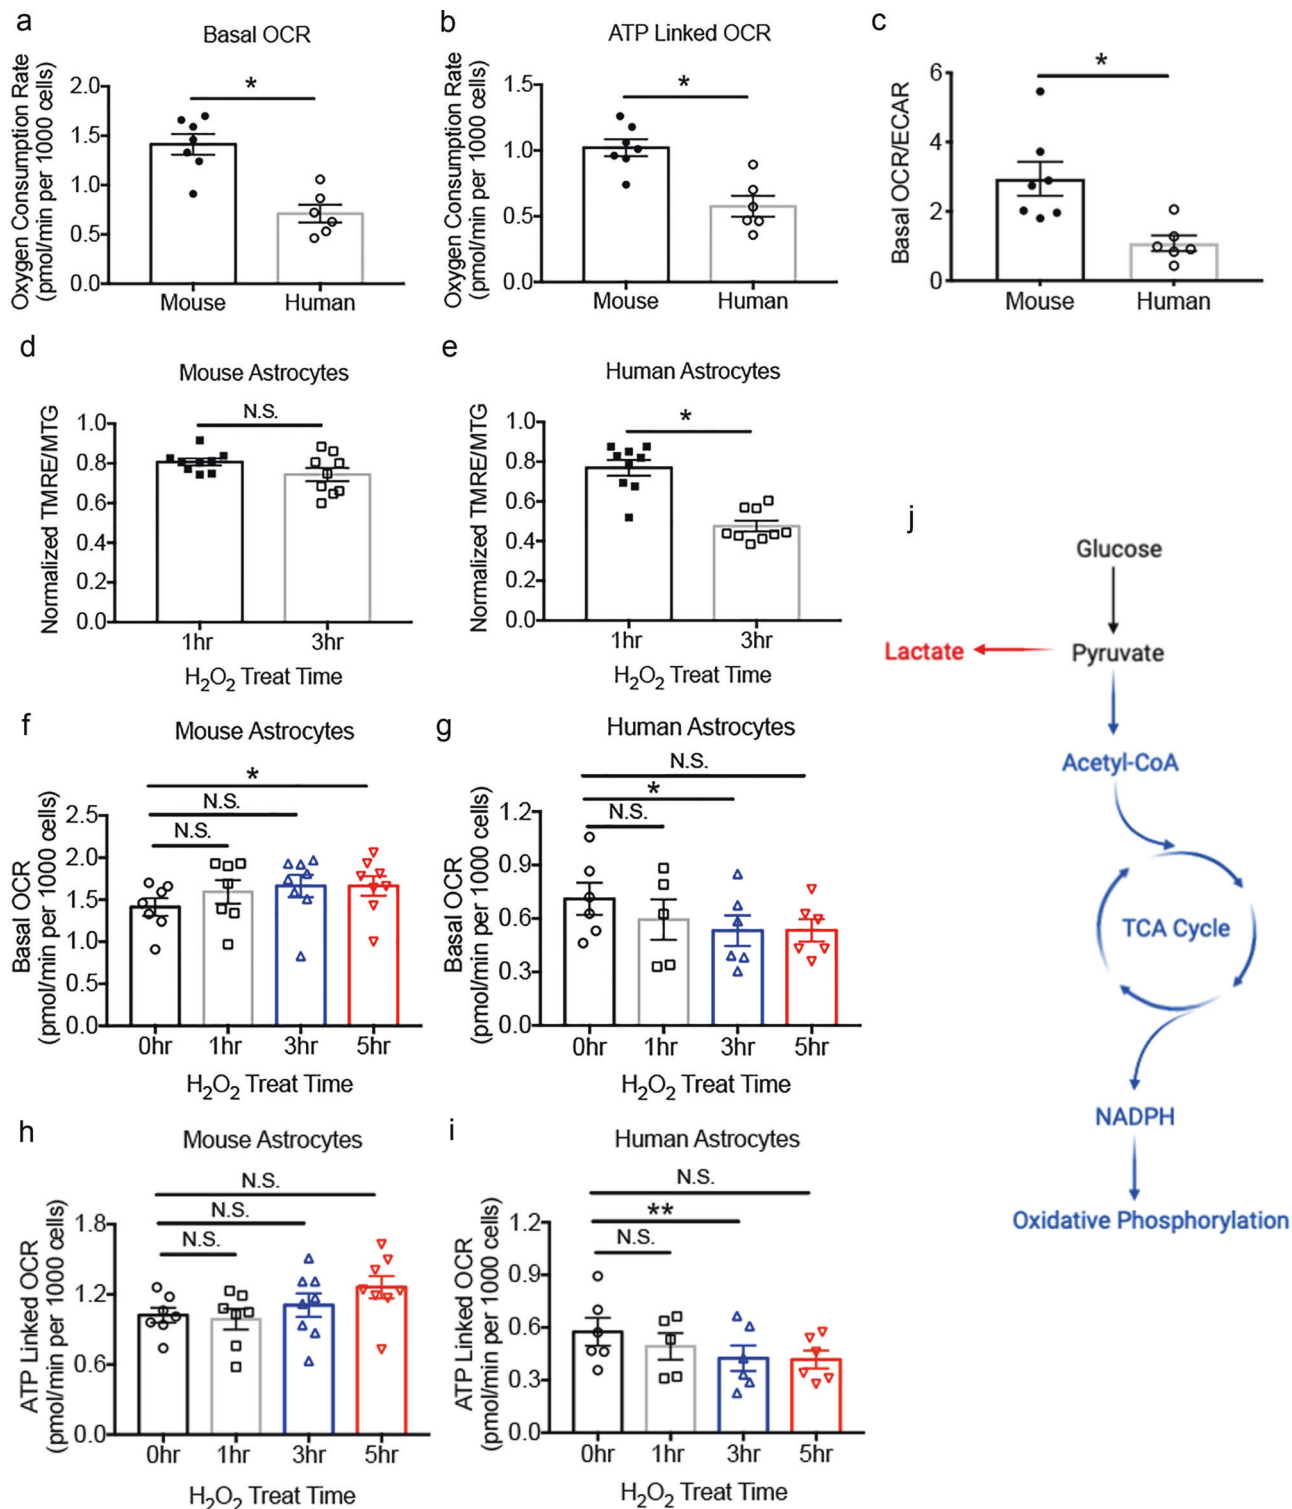 a
Basal OCR
Oxygen Consumption Rate
(pmol/min per 1000 cells)
2.0
1.5
1.0
0.5
0.0
*
Mouse Human
b
ATP Linked OCR
Oxygen Consumption Rate
(pmol/min per 1000 cells)
1.5
1.0
0.5
0.0
*
Mouse Human
c
Basal OCR/ECAR
6
4
2
0
*
Mouse Human
d
Mouse Astrocytes
Normalized TMRE/MTG
1.0
0.8
0.6
0.4
0.2
0.0
N.S.
1hr 3hr
H₂O₂ Treat Time
e
Human Astrocytes
Normalized TMRE/MTG
1.0
0.8
0.6
0.4
0.2
0.0
*
1hr 3hr
H₂O₂ Treat Time
f
Mouse Astrocytes
Basal OCR
(pmol/min per 1000 cells)
2.5
2.0
1.5
1.0
0.5
0.0
*
N.S.
N.S.
0hr 1hr 3hr 5hr
H₂O₂ Treat Time
g
Human Astrocytes
Basal OCR
(pmol/min per 1000 cells)
1.2
0.9
0.6
0.3
0.0
N.S.
*
N.S.
0hr 1hr 3hr 5hr
H₂O₂ Treat Time
h
Mouse Astrocytes
ATP Linked OCR
(pmol/min per 1000 cells)
1.8
1.2
0.6
0.0
N.S.
N.S.
N.S.
0hr 1hr 3hr 5hr
H₂O₂ Treat Time
i
Human Astrocytes
ATP Linked OCR
(pmol/min per 1000 cells)
1.2
0.9
0.6
0.3
0.0
N.S.
**
N.S.
0hr 1hr 3hr 5hr
H₂O₂ Treat Time
j
Glucose
Lactate Pyruvate
Acetyl-CoA
TCA Cycle
NADPH
Oxidative Phosphorylation